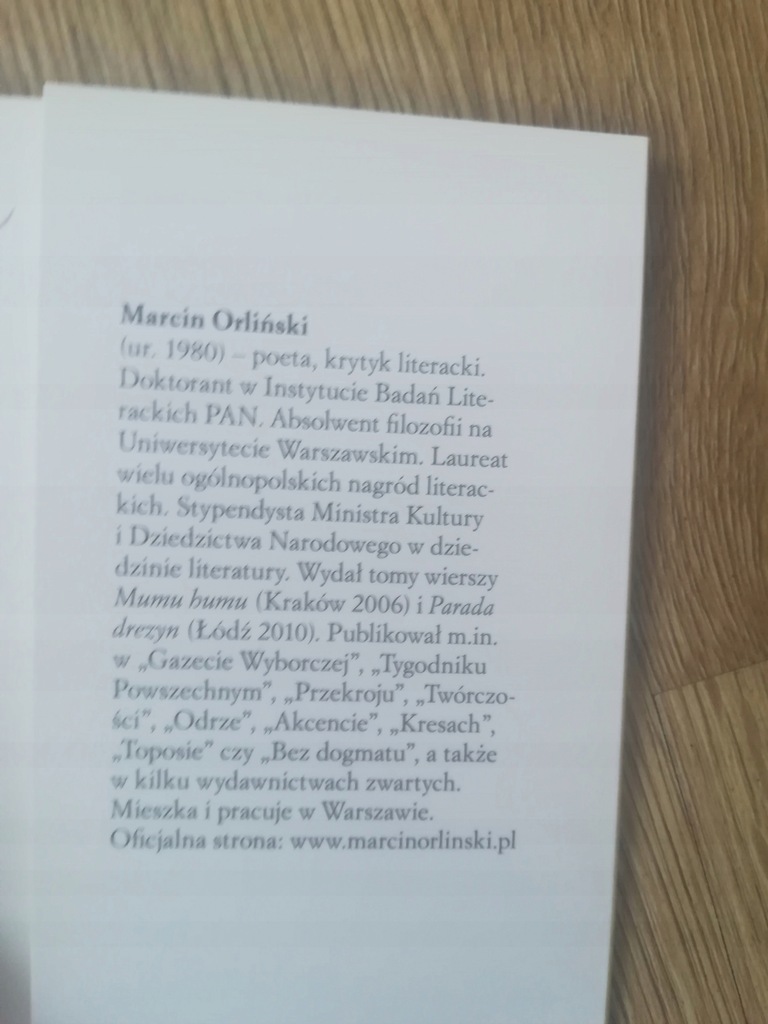 Marcin Orliński
(ur. 1980) – poeta, krytyk literacki.
Doktorant w Instytucie Badań Lite-
rackich PAN. Absolwent filozofii na
Uniwersytecie Warszawskim. Laureat
wielu ogólnopolskich nagród literac-
kich. Stypendysta Ministra Kultury
i Dziedzictwa Narodowego w dzie-
dzinie literatury. Wydał tomy wierszy
Mumu humu (Kraków 2006) i Parada
drezyn (Łódź 2010). Publikował m.in.
w „Gazecie Wyborczej”, „Tygodniku
Powszechnym”, „Przekroju”, „Twórczo-
ści”, „Odrze”, „Akcencie”, „Kresach”,
„Toposie” czy „Bez dogmatu”, a także
w kilku wydawnictwach zwartych.
Mieszka i pracuje w Warszawie.
Oficjalna strona: www.marcinorlinski.pl